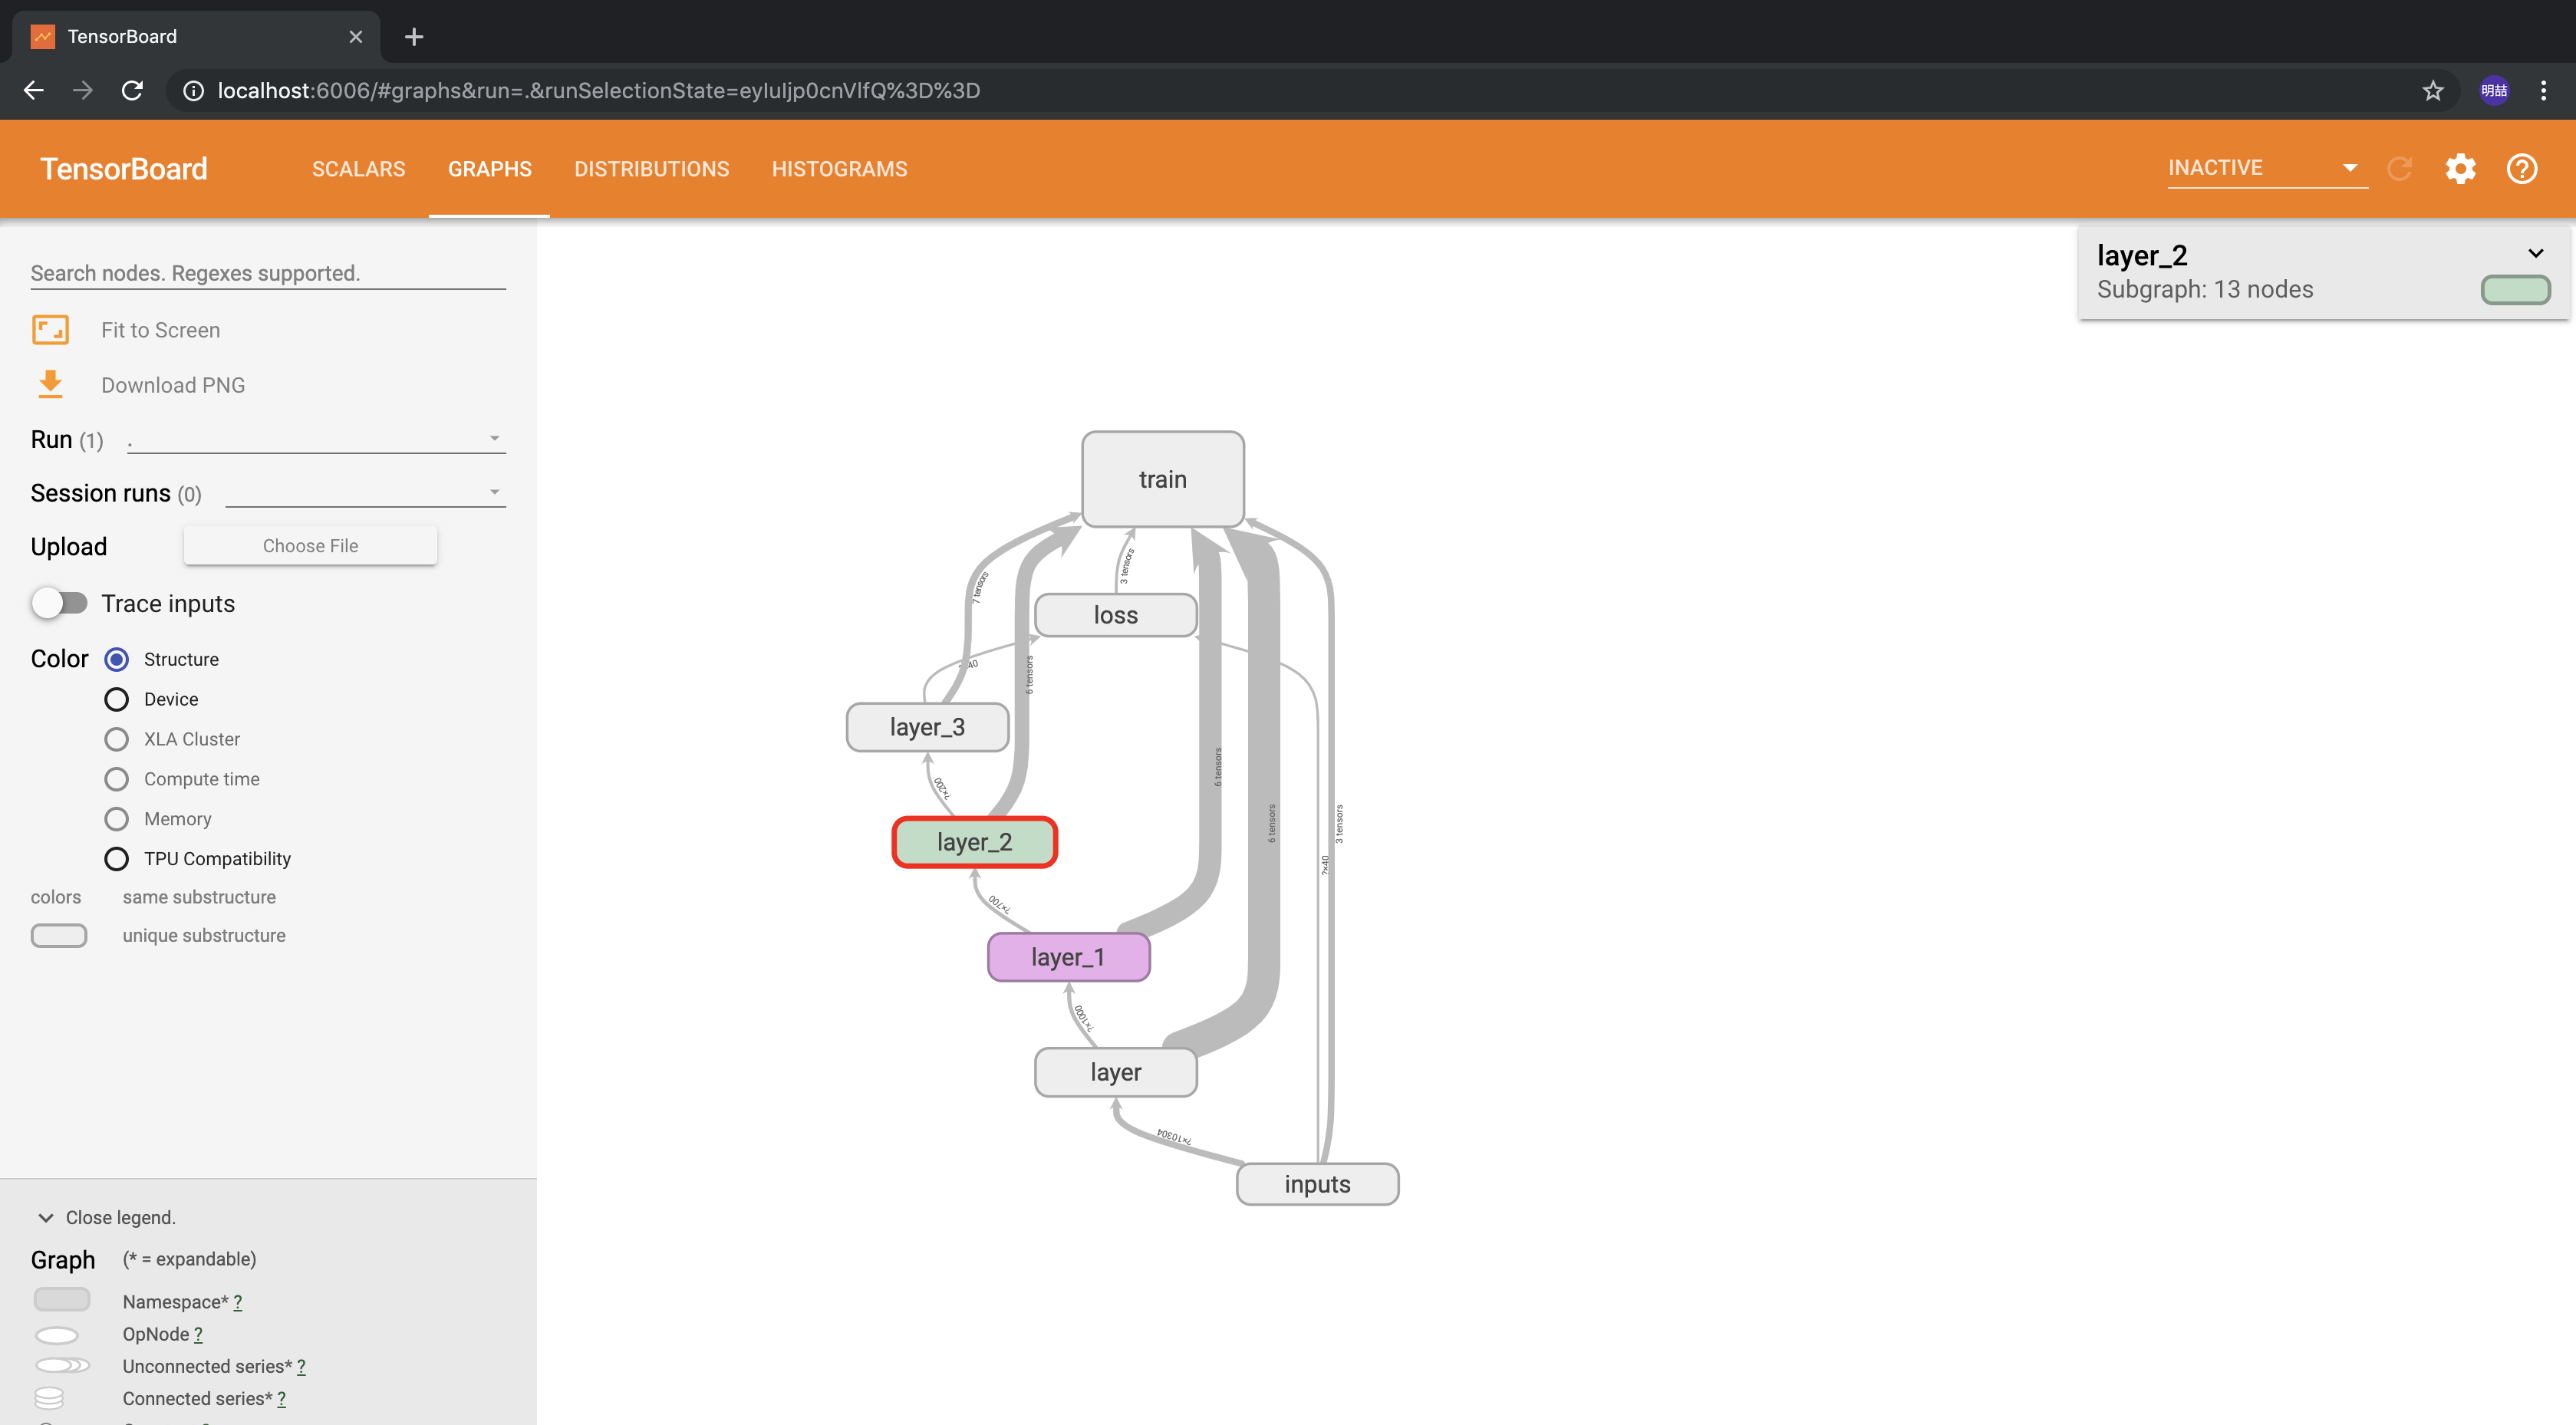 TensorBoard
localhost:6006/#graphs&run=.&runSelectionState=eyIuIjp0cnVlfQ%3D%3D
明喆
TensorBoard
SCALARS
GRAPHS
DISTRIBUTIONS
HISTOGRAMS
INACTIVE
Search nodes. Regexes supported.
Fit to Screen
Download PNG
Run (1)
.
Session runs (0)
Upload
Choose File
Trace inputs
Color
Structure
Device
XLA Cluster
Compute time
Memory
TPU Compatibility
colors
same substructure
unique substructure
Close legend.
Graph
(* = expandable)
Namespace* ?
OpNode ?
Unconnected series* ?
Connected series* ?
layer_2
Subgraph: 13 nodes
train
7 tensors
3 tensors
loss
6 tensors
layer_3
?×200
6 tensors
layer_2
6 tensors
3 tensors
?×40
?×700
layer_1
?×1000
layer
?×10304
inputs